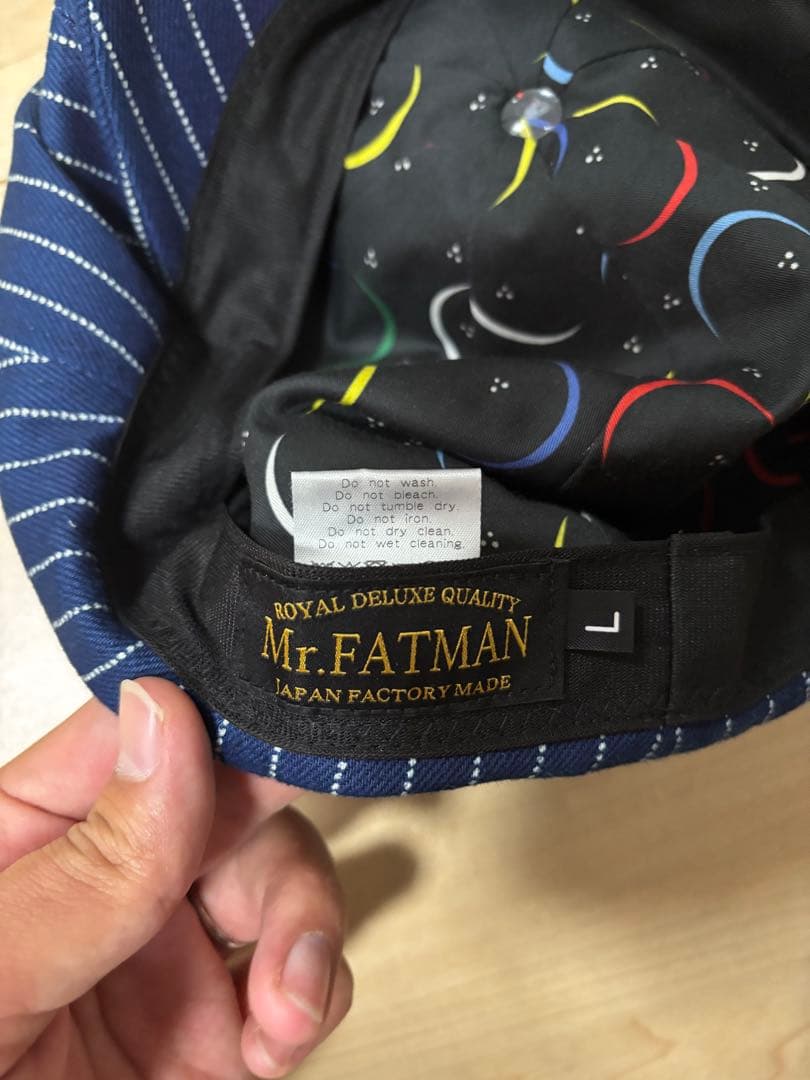 Do not wash.
Do not bleach.
Do not tumble dry.
Do not iron.
Do not dry clean.
Do not wet cleaning.
ROYAL DELUXE QUALITY
Mr.FATMAN
JAPAN FACTORY MADE
L